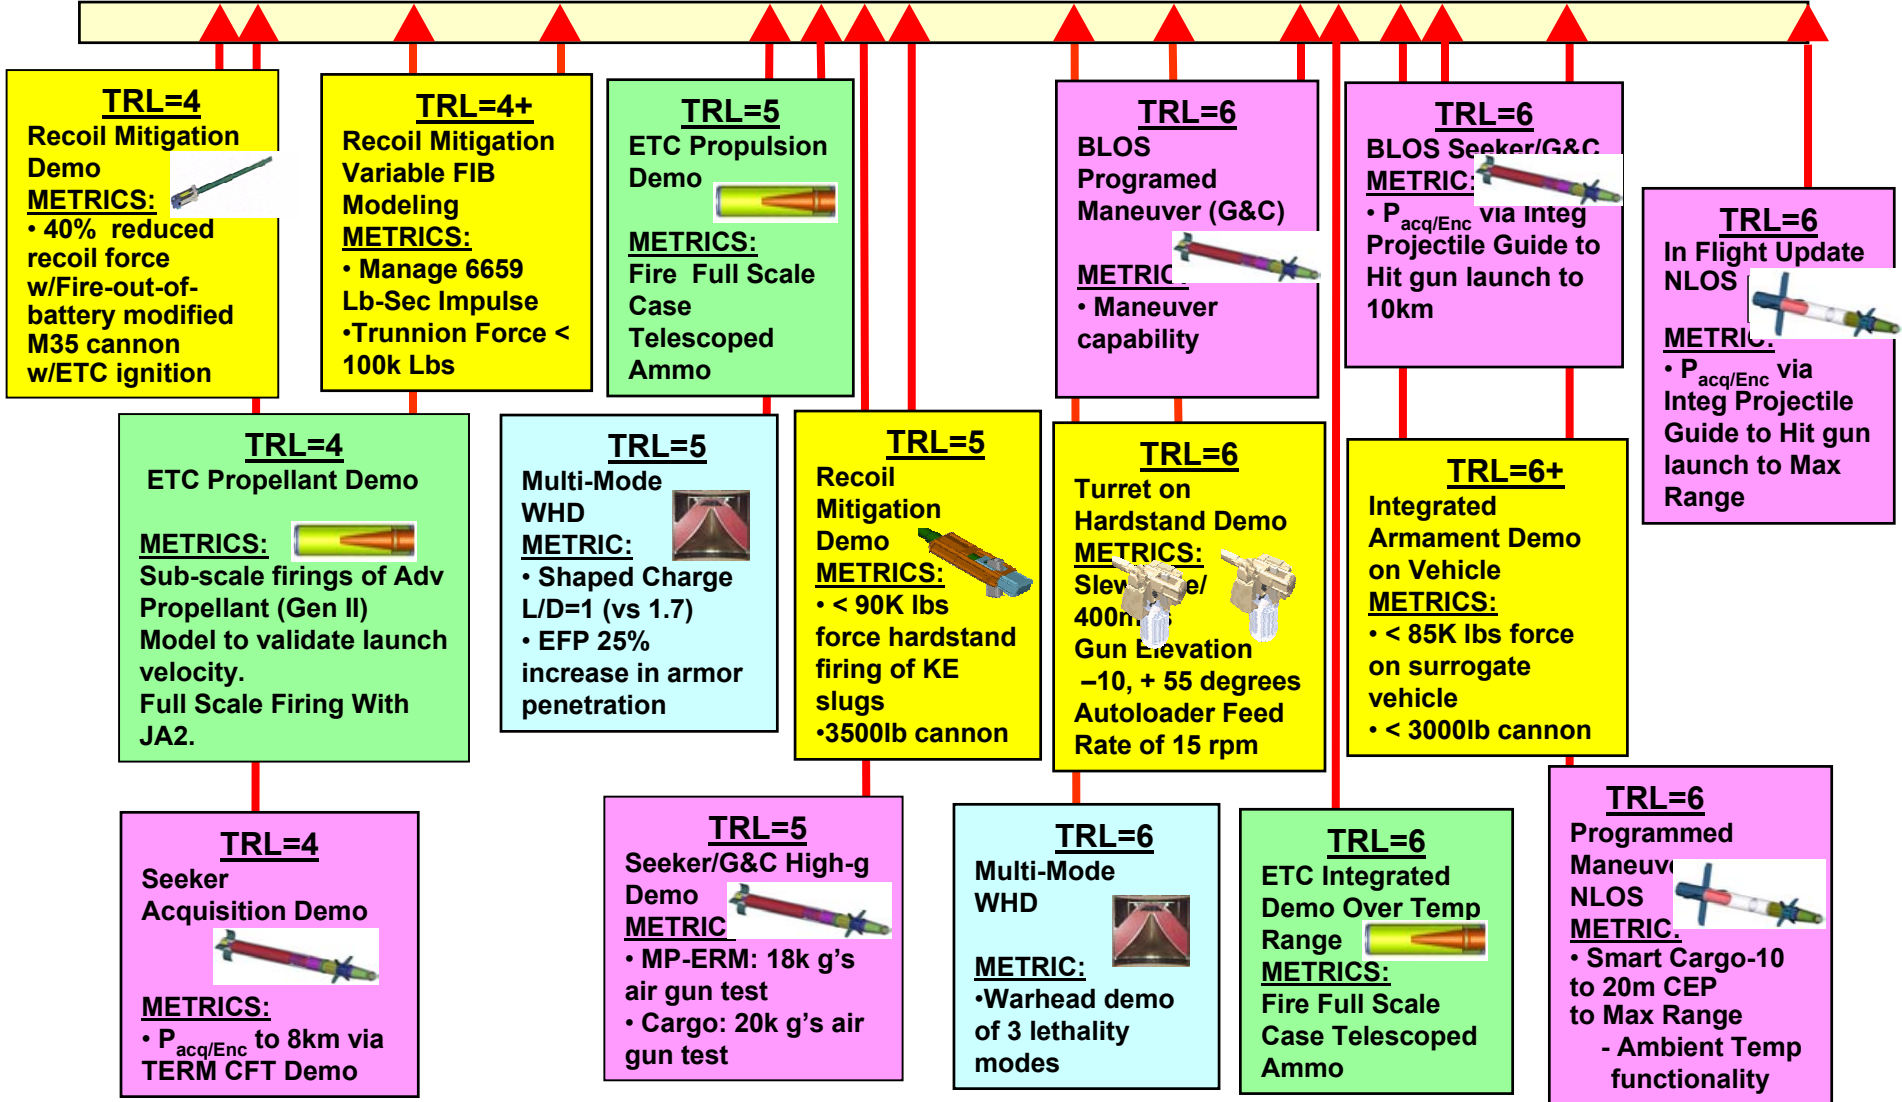 TRL=4
Recoil Mitigation
Demo
METRICS:
• 40% reduced
recoil force
w/Fire-out-of-
battery modified
M35 cannon
w/ETC ignition
TRL=4+
Recoil Mitigation
Variable FIB
Modeling
METRICS:
• Manage 6659
Lb-Sec Impulse
•Trunnion Force <
100k Lbs
TRL=5
ETC Propulsion
Demo
METRICS:
Fire Full Scale
Case
Telescoped
Ammo
TRL=6
BLOS
Programed
Maneuver (G&C)
METRIC:
• Maneuver
capability
TRL=6
BLOS Seeker/G&C
METRIC:
• Pacq/Enc via Integ
Projectile Guide to
Hit gun launch to
10km
TRL=6
In Flight Update
NLOS
METRIC:
• Pacq/Enc via
Integ Projectile
Guide to Hit gun
launch to Max
Range
TRL=4
ETC Propellant Demo
METRICS:
Sub-scale firings of Adv
Propellant (Gen II)
Model to validate launch
velocity.
Full Scale Firing With
JA2.
TRL=5
Multi-Mode
WHD
METRIC:
• Shaped Charge
L/D=1 (vs 1.7)
• EFP 25%
increase in armor
penetration
TRL=5
Recoil
Mitigation
Demo
METRICS:
• < 90K lbs
force hardstand
firing of KE
slugs
•3500lb cannon
TRL=6
Turret on
Hardstand Demo
METRICS:
Gun Elevation
–10, + 55 degrees
Autoloader Feed
Rate of 15 rpm
TRL=6+
Integrated
Armament Demo
on Vehicle
METRICS:
• < 85K lbs force
on surrogate
vehicle
• < 3000lb cannon
TRL=4
Seeker
Acquisition Demo
METRICS:
• Pacq/Enc to 8km via
TERM CFT Demo
TRL=5
Seeker/G&C High-g
Demo
METRIC
• MP-ERM: 18k g's
air gun test
• Cargo: 20k g's air
gun test
TRL=6
Multi-Mode
WHD
METRIC:
•Warhead demo
of 3 lethality
modes
TRL=6
ETC Integrated
Demo Over Temp
Range
METRICS:
Fire Full Scale
Case Telescoped
Ammo
TRL=6
Programmed
Maneuver
NLOS
METRIC:
• Smart Cargo-10
to 20m CEP
to Max Range
- Ambient Temp
functionality